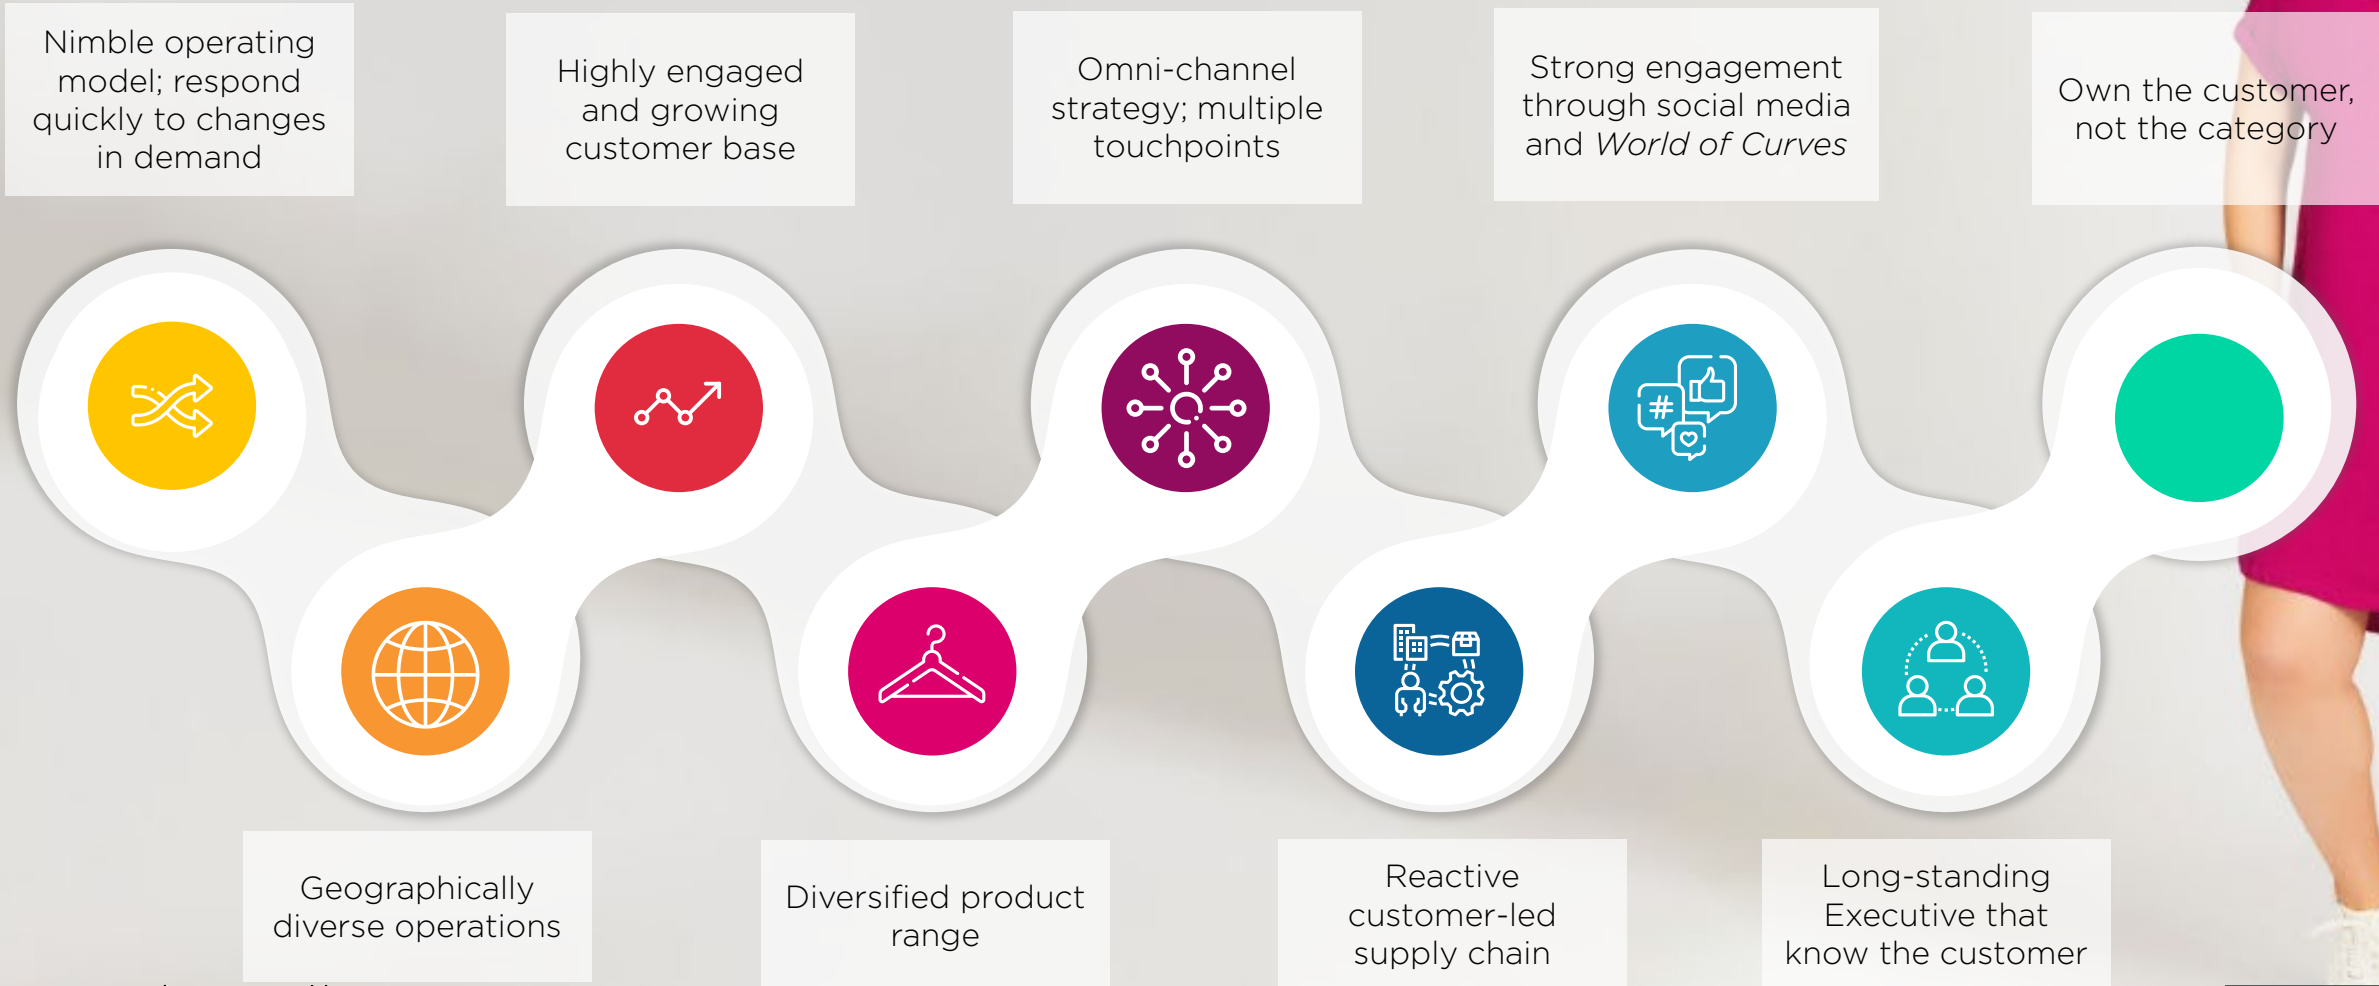 Nimble operating
model; respond
quickly to changes
in demand
Highly engaged
and growing
customer base
Omni-channel
strategy; multiple
touchpoints
Strong engagement
through social media
and World of Curves
Own the customer,
not the category
#
Geographically
diverse operations
Diversified product
range
Reactive
customer-led
supply chain
Long-standing
Executive that
know the customer